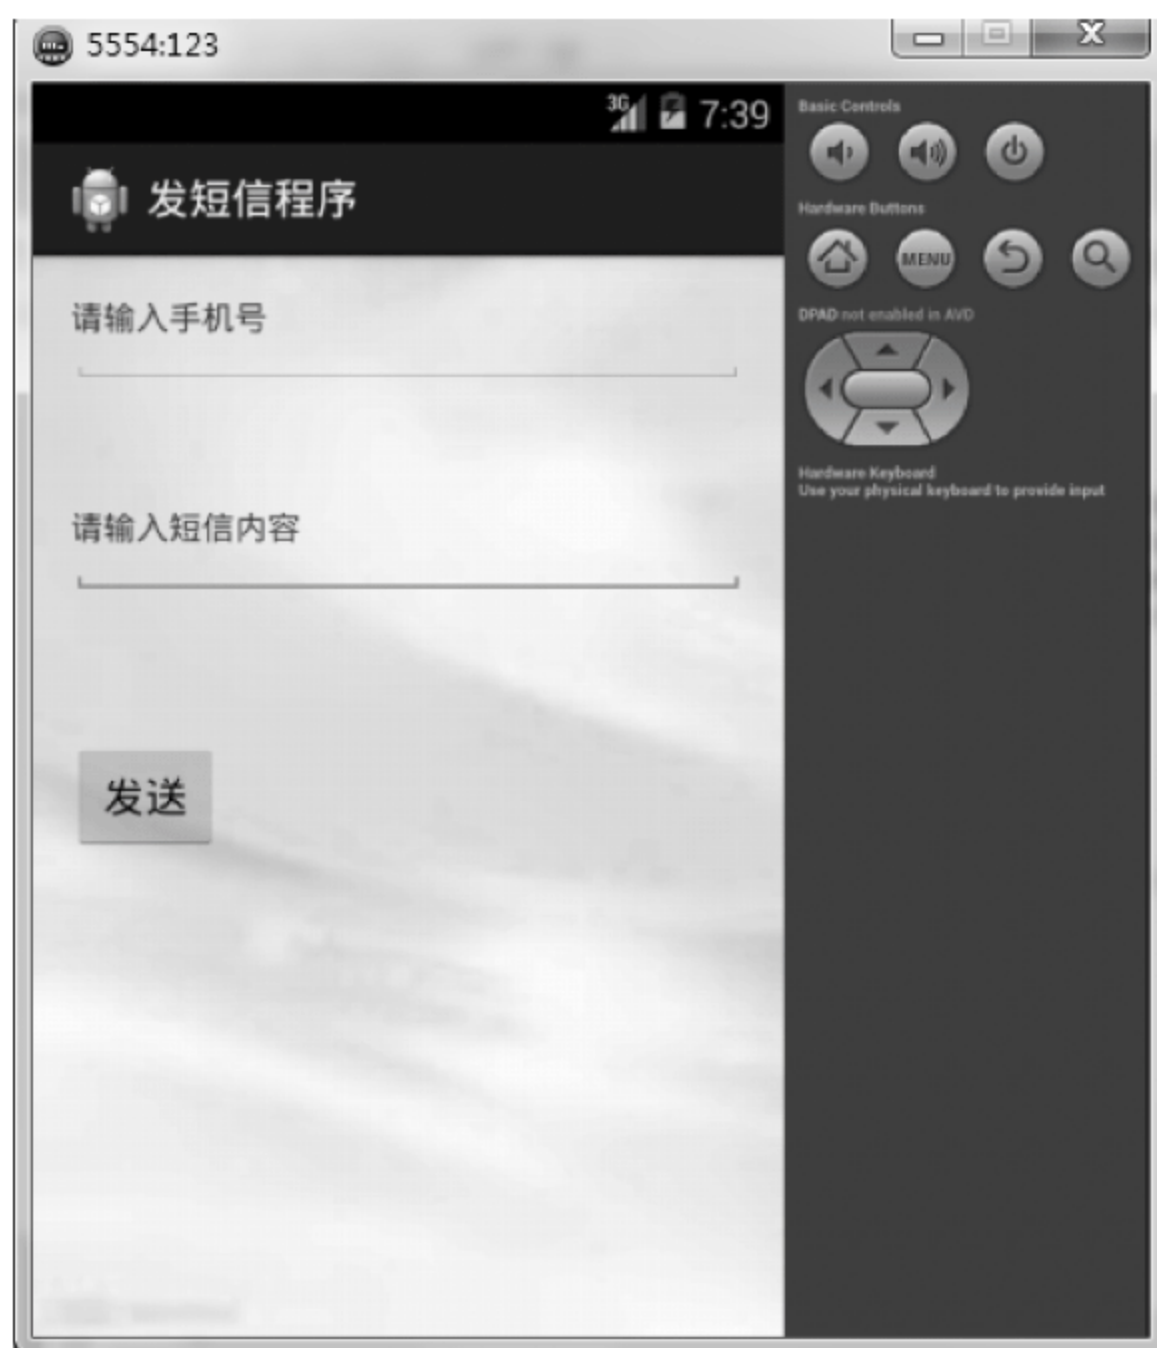 5554:123
3G 7:39
发短信程序
请输入手机号
请输入短信内容
发送
Basic Controls
Hardware Buttons
MENU
DPAD not enabled in AVD
Hardware Keyboard
Use your physical keyboard to provide input